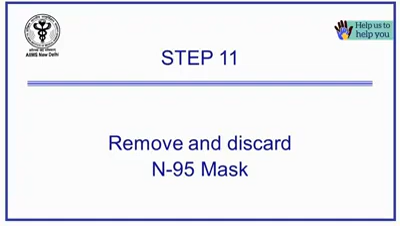 AIIMS New Delhi
Help us to
help you
STEP 11
Remove and discard
N-95 Mask